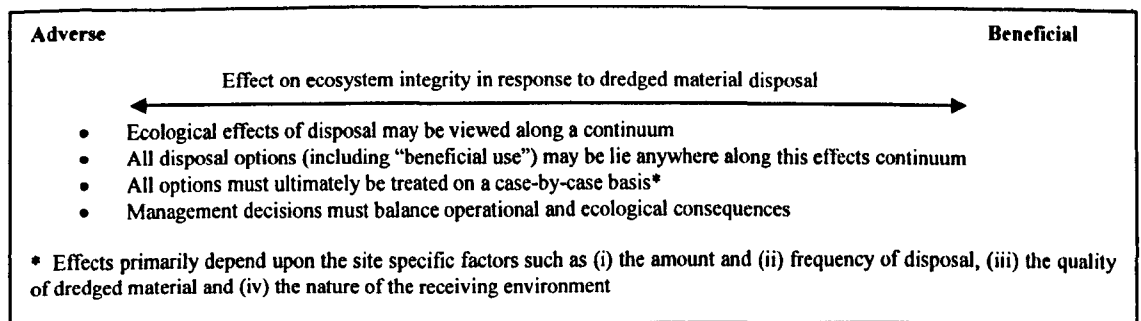 Adverse Beneficial
Effect on ecosystem integrity in response to dredged material disposal
• Ecological effects of disposal may be viewed along a continuum
• All disposal options (including “beneficial use”) may be lie anywhere along this effects continuum
• All options must ultimately be treated on a case-by-case basis*
• Management decisions must balance operational and ecological consequences
* Effects primarily depend upon the site specific factors such as (i) the amount and (ii) frequency of disposal, (iii) the quality
of dredged material and (iv) the nature of the receiving environment